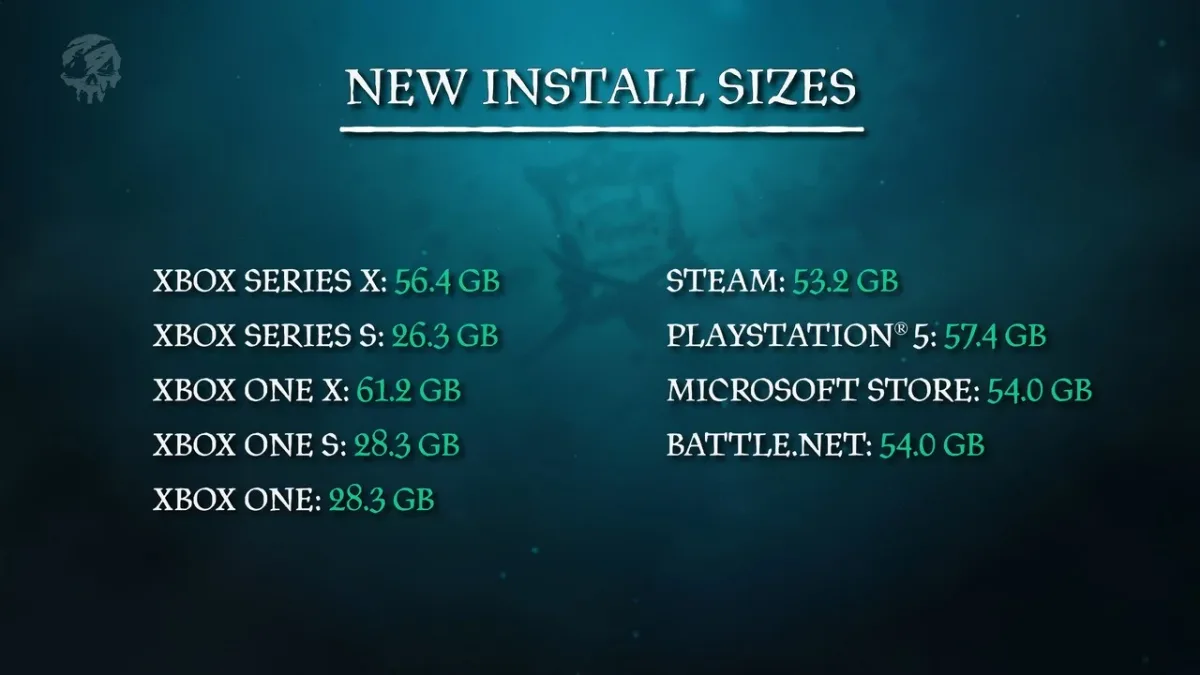 NEW INSTALL SIZES
XBOX SERIES X: 56.4 GB
XBOX SERIES S: 26.3 GB
XBOX ONE X: 61.2 GB
XBOX ONE S: 28.3 GB
XBOX ONE: 28.3 GB
STEAM: 53.2 GB
PLAYSTATION® 5: 57.4 GB
MICROSOFT STORE: 54.0 GB
BATTLE.NET: 54.0 GB